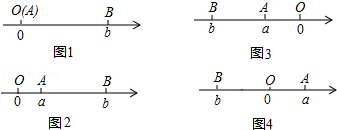 O(A) B
0 b
图1
B A O
b a 0
图3
O A B
0 a b
图2
B O A
b 0 a
图4